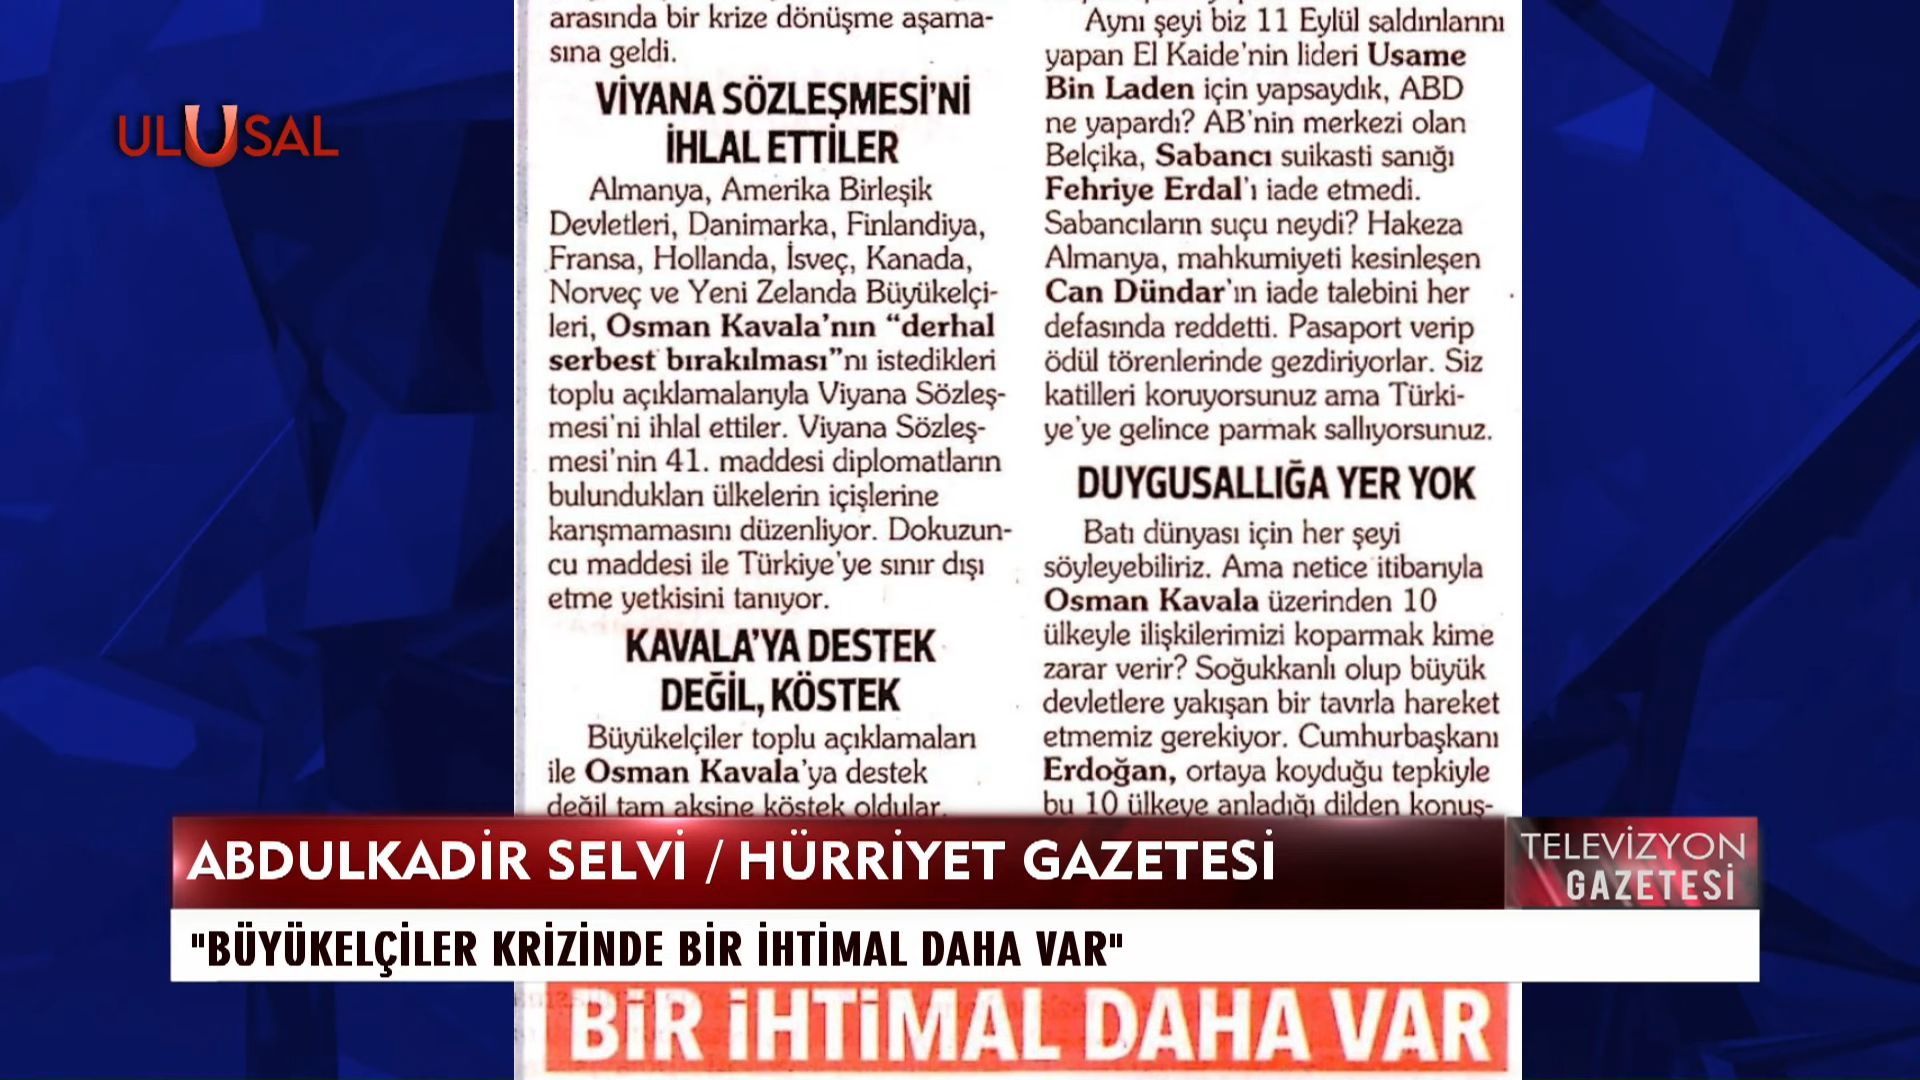 ULUSAL
arasında bir krize dönüşme aşama-
sına geldi.
VİYANA SÖZLEŞMESİ'Nİ
İHLAL ETTİLER
Almanya, Amerika Birleşik
Devletleri, Danimarka, Finlandiya,
Fransa, Hollanda, İsveç, Kanada,
Norveç ve Yeni Zelanda Büyükelçi-
leri, Osman Kavala'nın “derhal
serbest bırakılması”nı istedikleri
toplu açıklamalarıyla Viyana Sözleş-
mesi'ni ihlal ettiler. Viyana Sözleş-
mesi'nin 41. maddesi diplomatların
bulundukları ülkelerin içişlerine
karışmamasını düzenliyor. Dokuzun-
cu maddesi ile Türkiye'ye sınır dışı
etme yetkisini tanıyor.
KAVALA'YA DESTEK
DEĞİL, KÖSTEK
Büyükelçiler toplu açıklamaları
ile Osman Kavala'ya destek
değil tam aksine köstek oldular.
Aynı şeyi biz 11 Eylül saldırılarını
yapan El Kaide'nin lideri Usame
Bin Laden için yapsaydık, ABD
ne yapardı? AB'nin merkezi olan
Belçika, Sabancı suikasti sanığı
Fehriye Erdal'ı iade etmedi.
Sabancıların suçu neydi? Hakeza
Almanya, mahkumiyeti kesinleşen
Can Dündar'ın iade talebini her
defasında reddetti. Pasaport verip
ödül törenlerinde gezdiriyorlar. Siz
katilleri koruyorsunuz ama Türki-
ye'ye gelince parmak sallıyorsunuz.
DUYGUSALLIĞA YER YOK
Batı dünyası için her şeyi
söyleyebiliriz. Ama netice itibarıyla
Osman Kavala üzerinden 10
ülkeyle ilişkilerimizi koparmak kime
zarar verir? Soğukkanlı olup büyük
devletlere yakışan bir tavırla hareket
etmemiz gerekiyor. Cumhurbaşkanı
Erdoğan, ortaya koyduğu tepkiyle
bu 10 ülkeye anladığı dilden konuş-
ABDULKADİR SELVİ / HÜRRİYET GAZETESİ
TELEVİZYON
GAZETESİ
"BÜYÜKELÇİLER KRİZİNDE BİR İHTİMAL DAHA VAR"
BİR İHTİMAL DAHA VAR